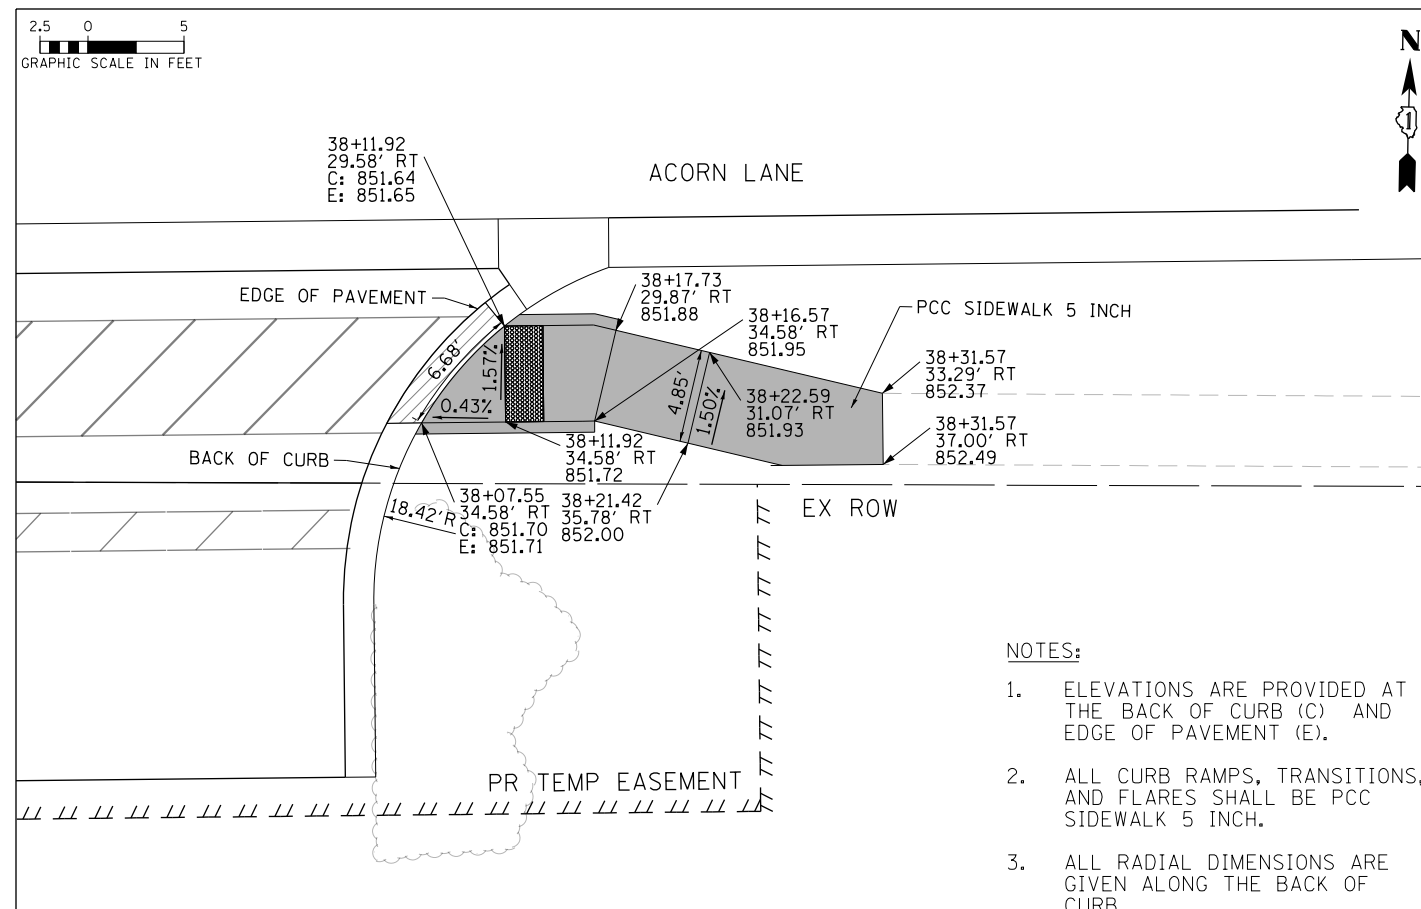 2.5 0 5
GRAPHIC SCALE IN FEET
N
1
38+11.92
29.58' RT
C: 851.64
E: 851.65
ACORN LANE
EDGE OF PAVEMENT
38+17.73
29.87' RT
851.88
38+16.57
34.58' RT
851.95
PCC SIDEWALK 5 INCH
6.68'
1.57%
0.43%
4.85'
1.50%
38+31.57
33.29' RT
852.37
38+22.59
31.07' RT
851.93
38+31.57
37.00' RT
852.49
38+11.92
34.58' RT
851.72
BACK OF CURB
18.42'R
38+07.55
34.58' RT
C: 851.70
E: 851.71
38+21.42
35.78' RT
852.00
EX ROW
PR TEMP EASEMENT
NOTES:
1. ELEVATIONS ARE PROVIDED AT
THE BACK OF CURB (C) AND
EDGE OF PAVEMENT (E).
2. ALL CURB RAMPS, TRANSITIONS,
AND FLARES SHALL BE PCC
SIDEWALK 5 INCH.
3. ALL RADIAL DIMENSIONS ARE
GIVEN ALONG THE BACK OF
CURB